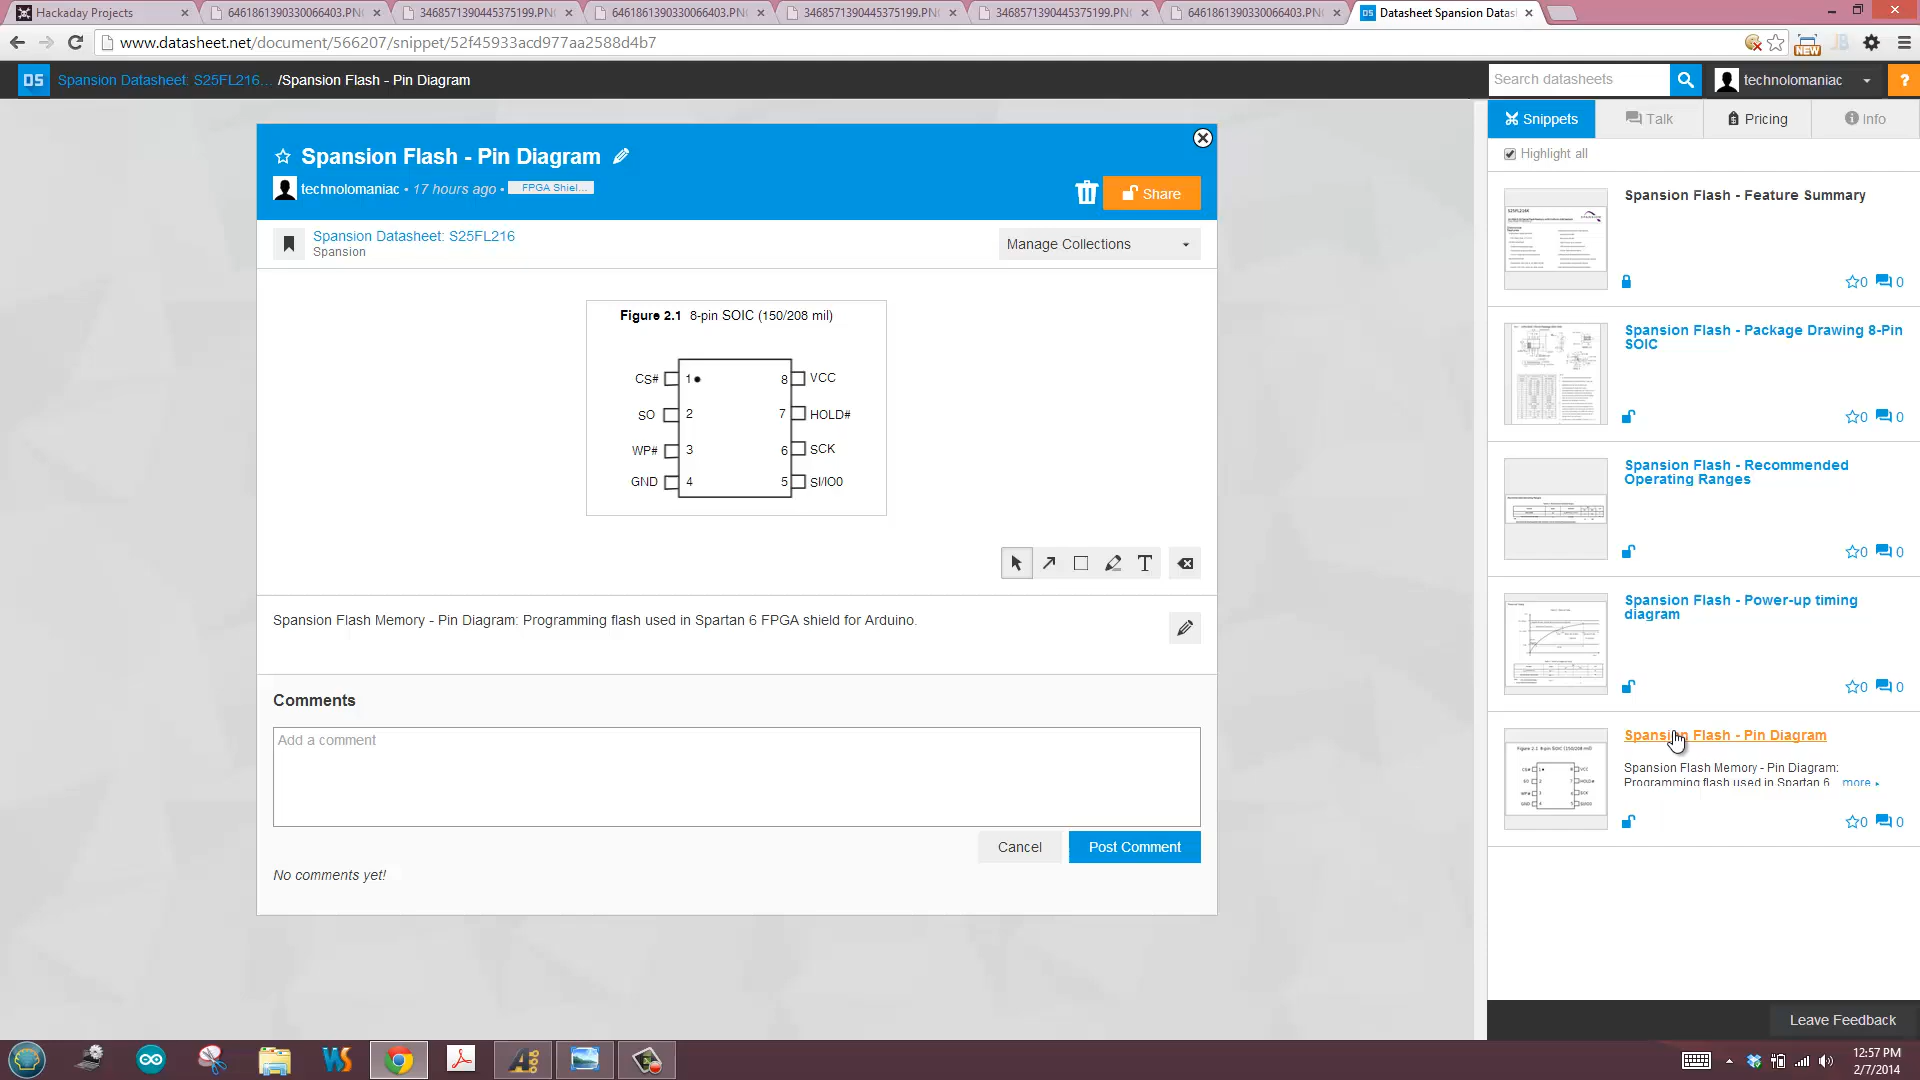 Hackaday Projects
6461861390330066403.PN
3468571390445375199.PN
6461861390330066403.PN
3468571390445375199.PN
3468571390445375199.PN
6461861390330066403.PN
Datasheet Spansion Datas
www.datasheet.net/document/566207/snippet/52f45933acd977aa2588d4b7
NEW
DS Spansion Datasheet: S25FL216... /Spansion Flash - Pin Diagram
Search datasheets
technolomaniac
?
Spansion Flash - Pin Diagram
technolomaniac • 17 hours ago • FPGA Shiel...
Share
Spansion Datasheet: S25FL216
Spansion
Manage Collections
Figure 2.1 8-pin SOIC (150/208 mil)
CS# 1 8 VCC
SO 2 7 HOLD#
WP# 3 6 SCK
GND 4 5 SI/IO0
T
Spansion Flash Memory - Pin Diagram: Programming flash used in Spartan 6 FPGA shield for Arduino.
Comments
Add a comment
Cancel
Post Comment
No comments yet!
Snippets
Talk
Pricing
Info
Highlight all
Spansion Flash - Feature Summary
0 0
Spansion Flash - Package Drawing 8-Pin
SOIC
0 0
Spansion Flash - Recommended
Operating Ranges
0 0
Spansion Flash - Power-up timing
diagram
0 0
Spansion Flash - Pin Diagram
Spansion Flash Memory - Pin Diagram:
Programming flash used in Spartan 6 more
0 0
Leave Feedback
12:57 PM
2/7/2014